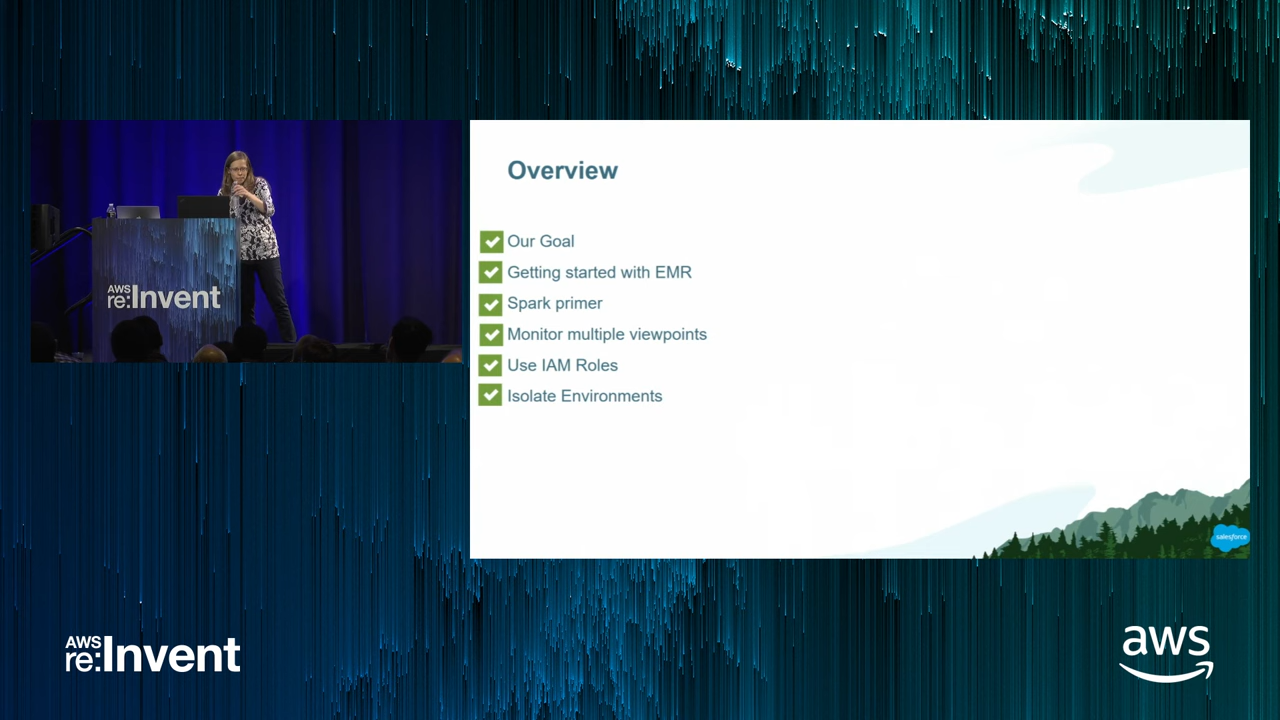 Overview
Our Goal
Getting started with EMR
Spark primer
Monitor multiple viewpoints
Use IAM Roles
Isolate Environments
salesforce
AWS
re:Invent
AWS
re:Invent
aws